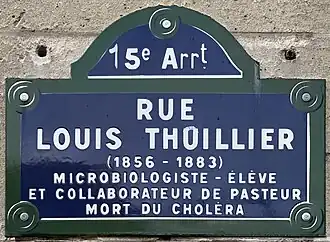 15e Arrt
RUE
LOUIS THUILLIER
(1856 - 1883)
MICROBIOLOGISTE - ÉLÈVE
ET COLLABORATEUR DE PASTEUR
MORT DU CHOLÉRA